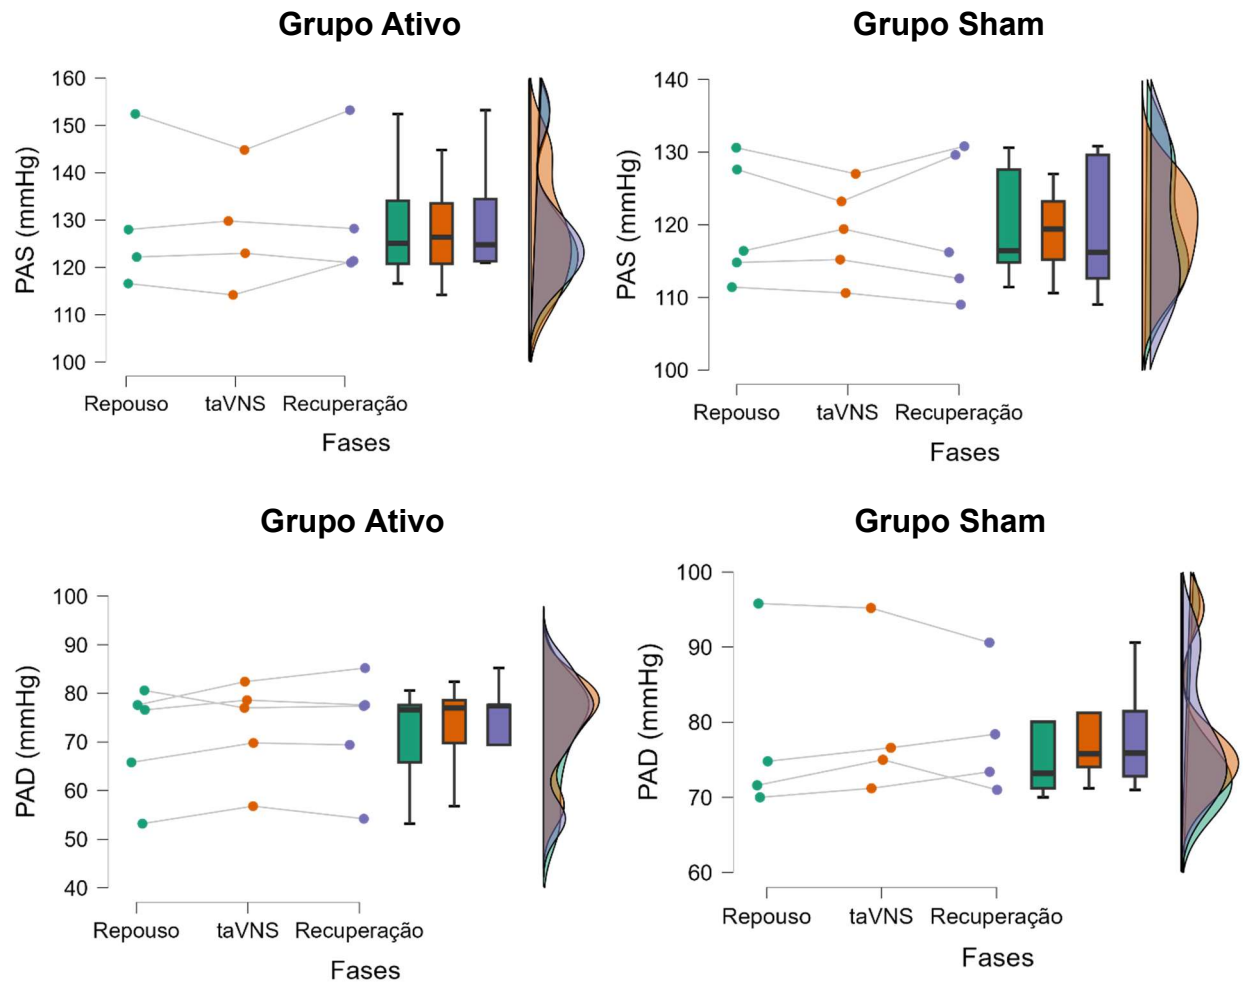 Grupo Ativo
160
150
140
130
120
110
100
PAS (mmHg)
Repouso taVNS Recuperação
Fases
Grupo Sham
140
130
120
110
100
PAS (mmHg)
Repouso taVNS Recuperação
Fases
Grupo Ativo
100
90
80
70
60
50
40
PAD (mmHg)
Repouso taVNS Recuperação
Fases
Grupo Sham
100
90
80
70
60
PAD (mmHg)
Repouso taVNS Recuperação
Fases